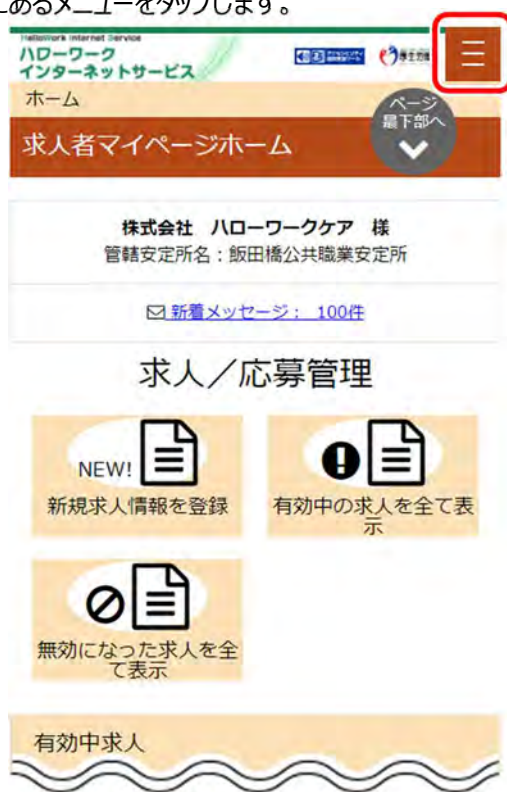 にあるメニューをタップします。
HelloWork Internet Service
ハローワーク
インターネットサービス
ホーム
ページ
最下部へ
求人者マイページホーム
株式会社 ハローワークケア 様
管轄安定所名：飯田橋公共職業安定所
新着メッセージ： 100件
求人／応募管理
NEW!
新規求人情報を登録
有効中の求人を全て表
示
無効になった求人を全
て表示
有効中求人